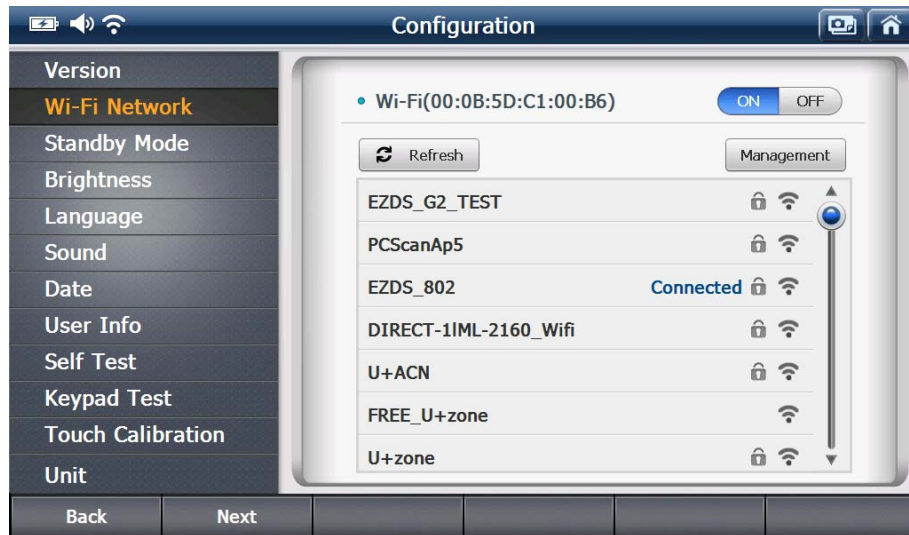 Configuration
Version
Wi-Fi Network
Standby Mode
Brightness
Language
Sound
Date
User Info
Self Test
Keypad Test
Touch Calibration
Unit
Wi-Fi(00:0B:5D:C1:00:B6) ON OFF
Refresh Management
EZDS_G2_TEST
PCScanAp5
EZDS_802 Connected
DIRECT-1lML-2160_Wifi
U+ACN
FREE_U+zone
U+zone
Back Next